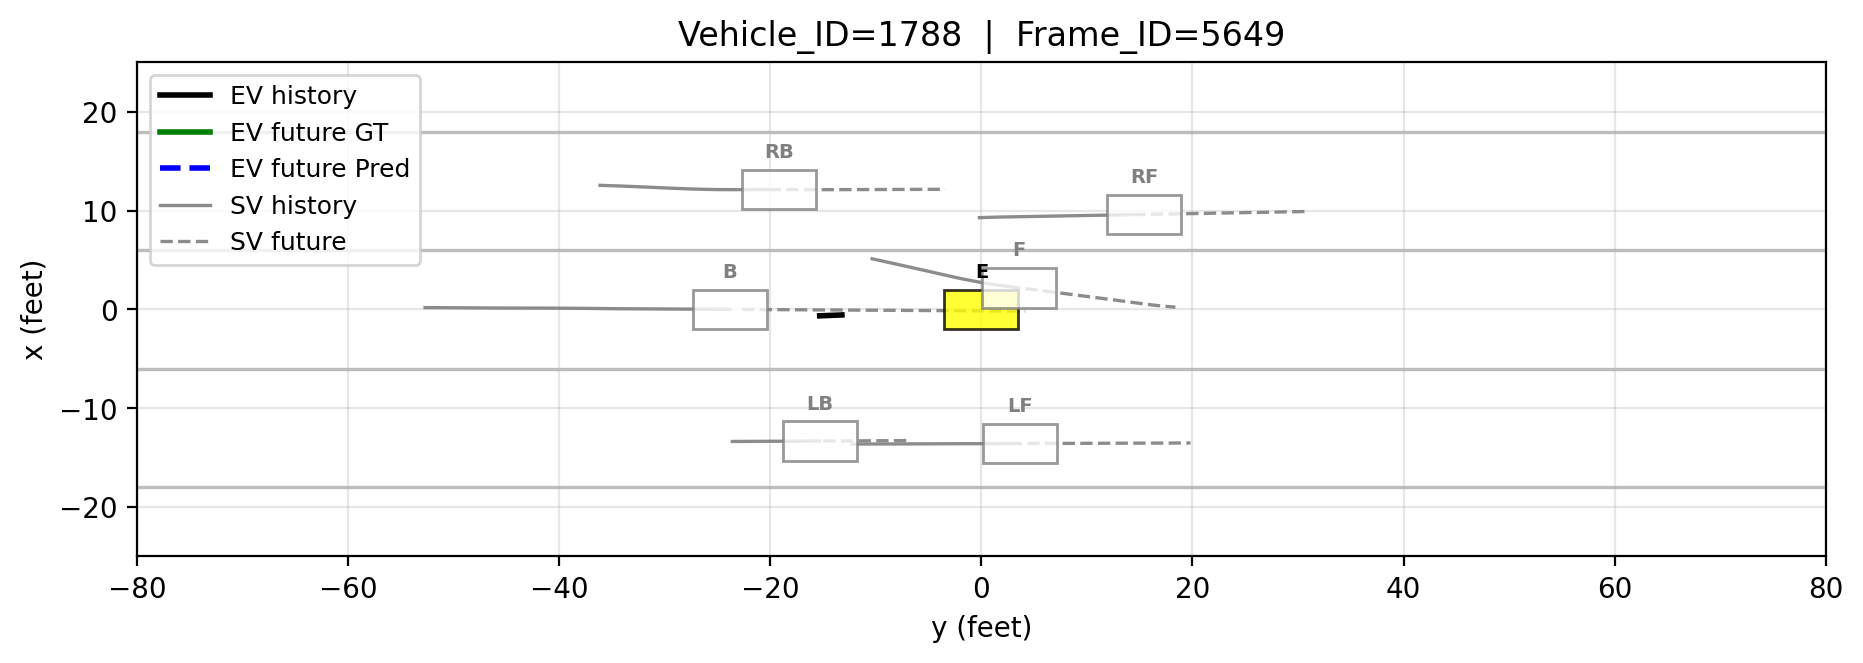 Vehicle_ID=1788 | Frame_ID=5649
EV history
EV future GT
EV future Pred
SV history
SV future
RB
RF
F
E
B
LB
LF
20
10
0
−10
−20
x (feet)
−80
−60
−40
−20
0
20
40
60
80
y (feet)